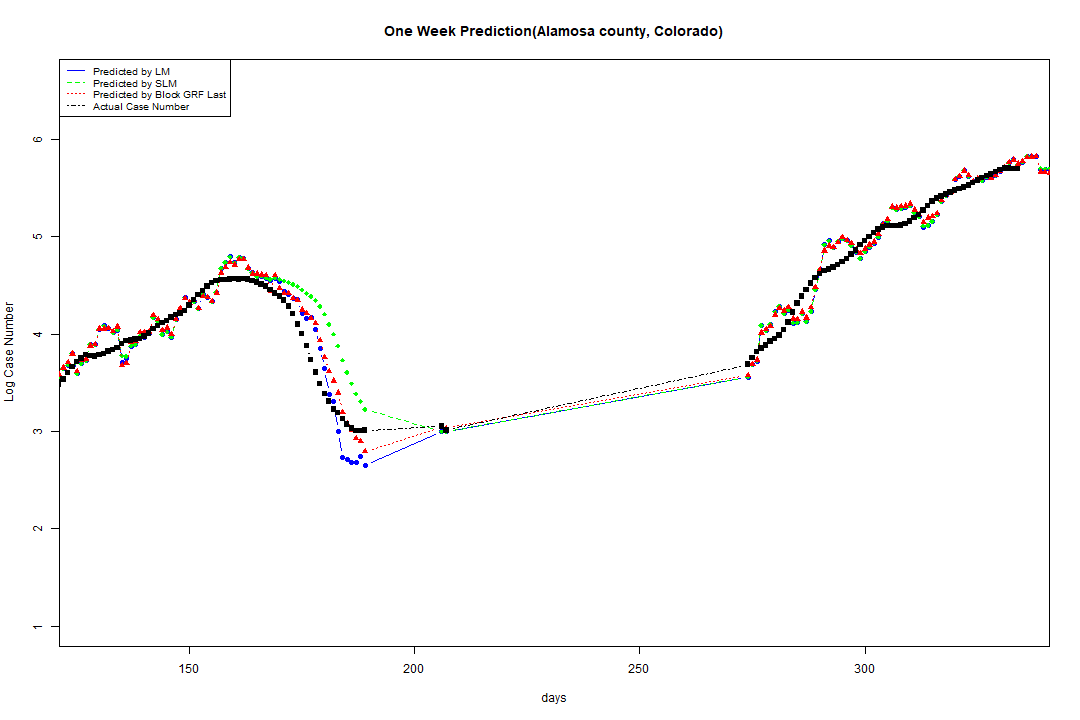 One Week Prediction(Alamosa county, Colorado)
Predicted by LM
Predicted by SLM
Predicted by Block GRF Last
Actual Case Number
6
5
4
3
2
1
Log Case Number
150
200
250
300
days